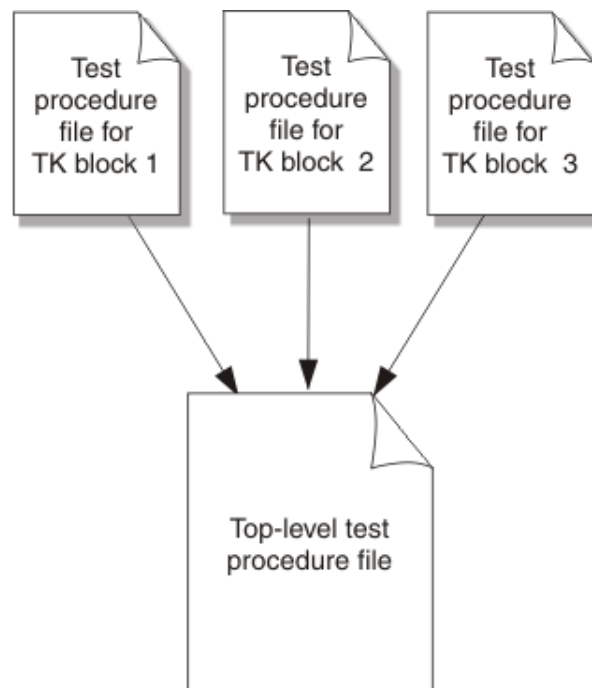 Test
procedure
file for
TK block 1
Test
procedure
file for
TK block  2
Test
procedure
file for
TK block  3
Top-level test
procedure file